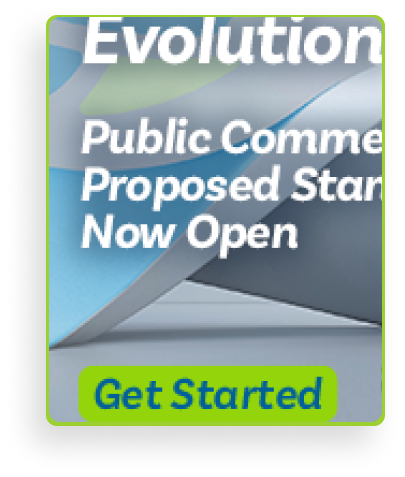 Evolution
Public Comme
Proposed Stan
Now Open
Get Started